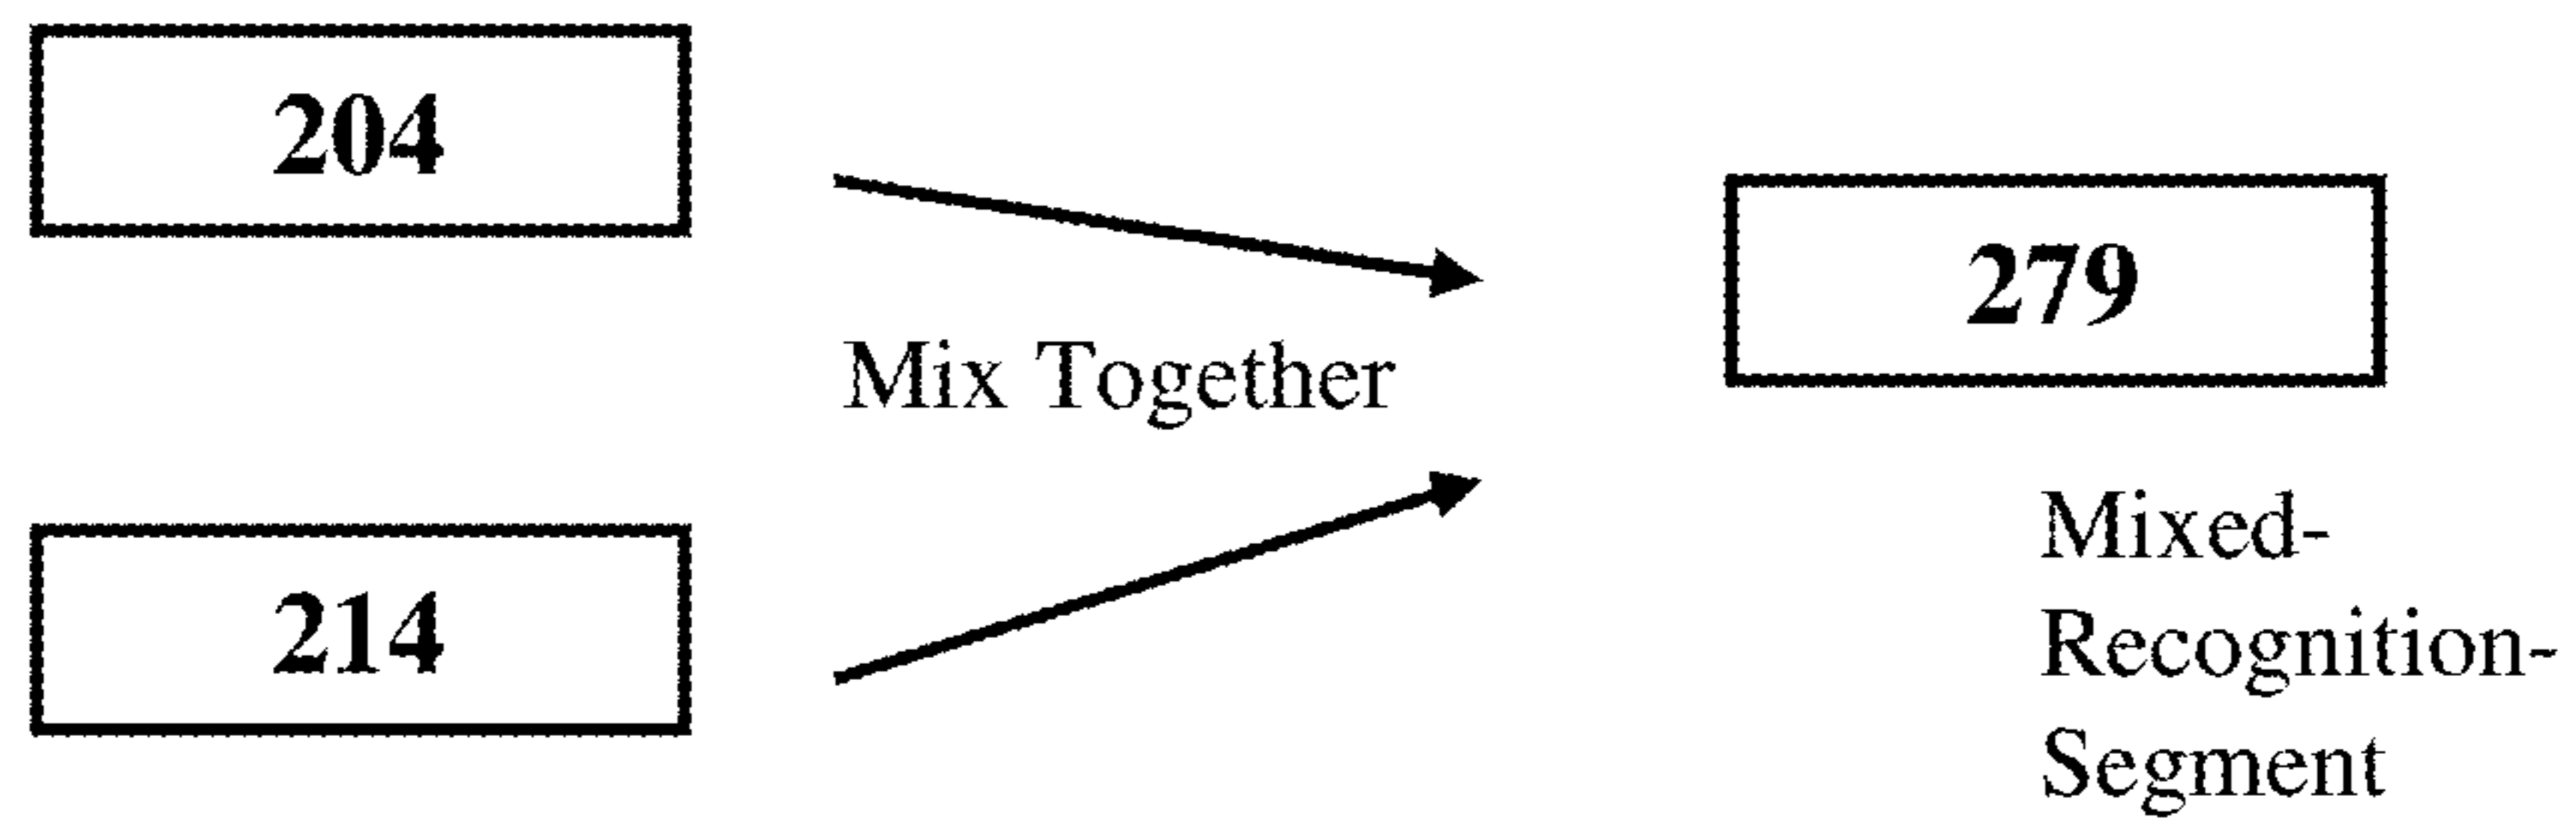 204
279
Mix Together
214
Mixed-
Recognition-
Segment